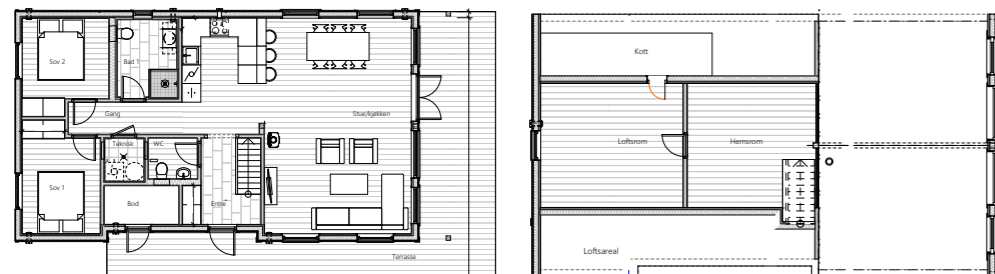 Sov 2
Bad 1
Gang
Stue/kjøkken
Teknisk
WC
Sov 1
Bod
Entré
Terrasse
Kott
Loftsrom
Hemsrom
Loftsareal